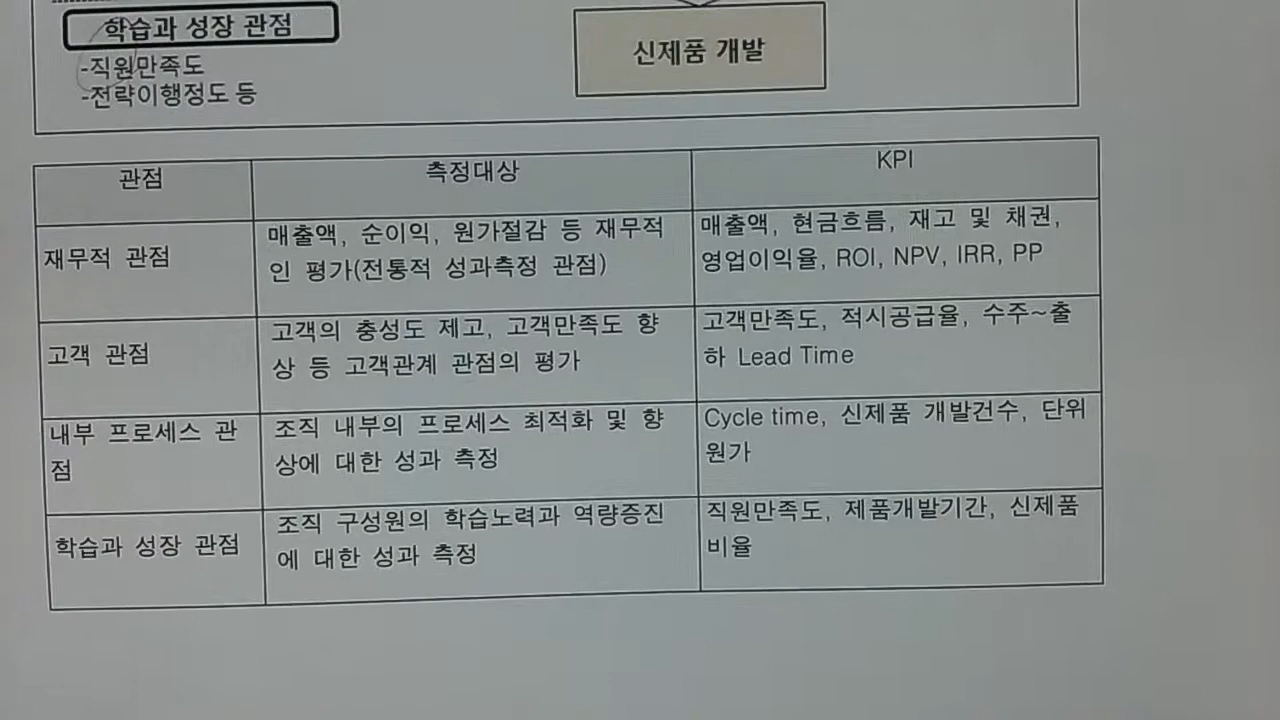 학습과 성장 관점
-직원만족도
-전략이행정도 등
신제품 개발
관점
측정대상
KPI
재무적 관점
매출액, 순이익, 원가절감 등 재무적
인 평가(전통적 성과측정 관점)
매출액, 현금흐름, 재고 및 채권,
영업이익율, ROI, NPV, IRR, PP
고객 관점
고객의 충성도 제고, 고객만족도 향
상 등 고객관계 관점의 평가
고객만족도, 적시공급율, 수주~출
하 Lead Time
내부 프로세스 관
점
조직 내부의 프로세스 최적화 및 향
상에 대한 성과 측정
Cycle time, 신제품 개발건수, 단위
원가
학습과 성장 관점
조직 구성원의 학습노력과 역량증진
에 대한 성과 측정
직원만족도, 제품개발기간, 신제품
비율